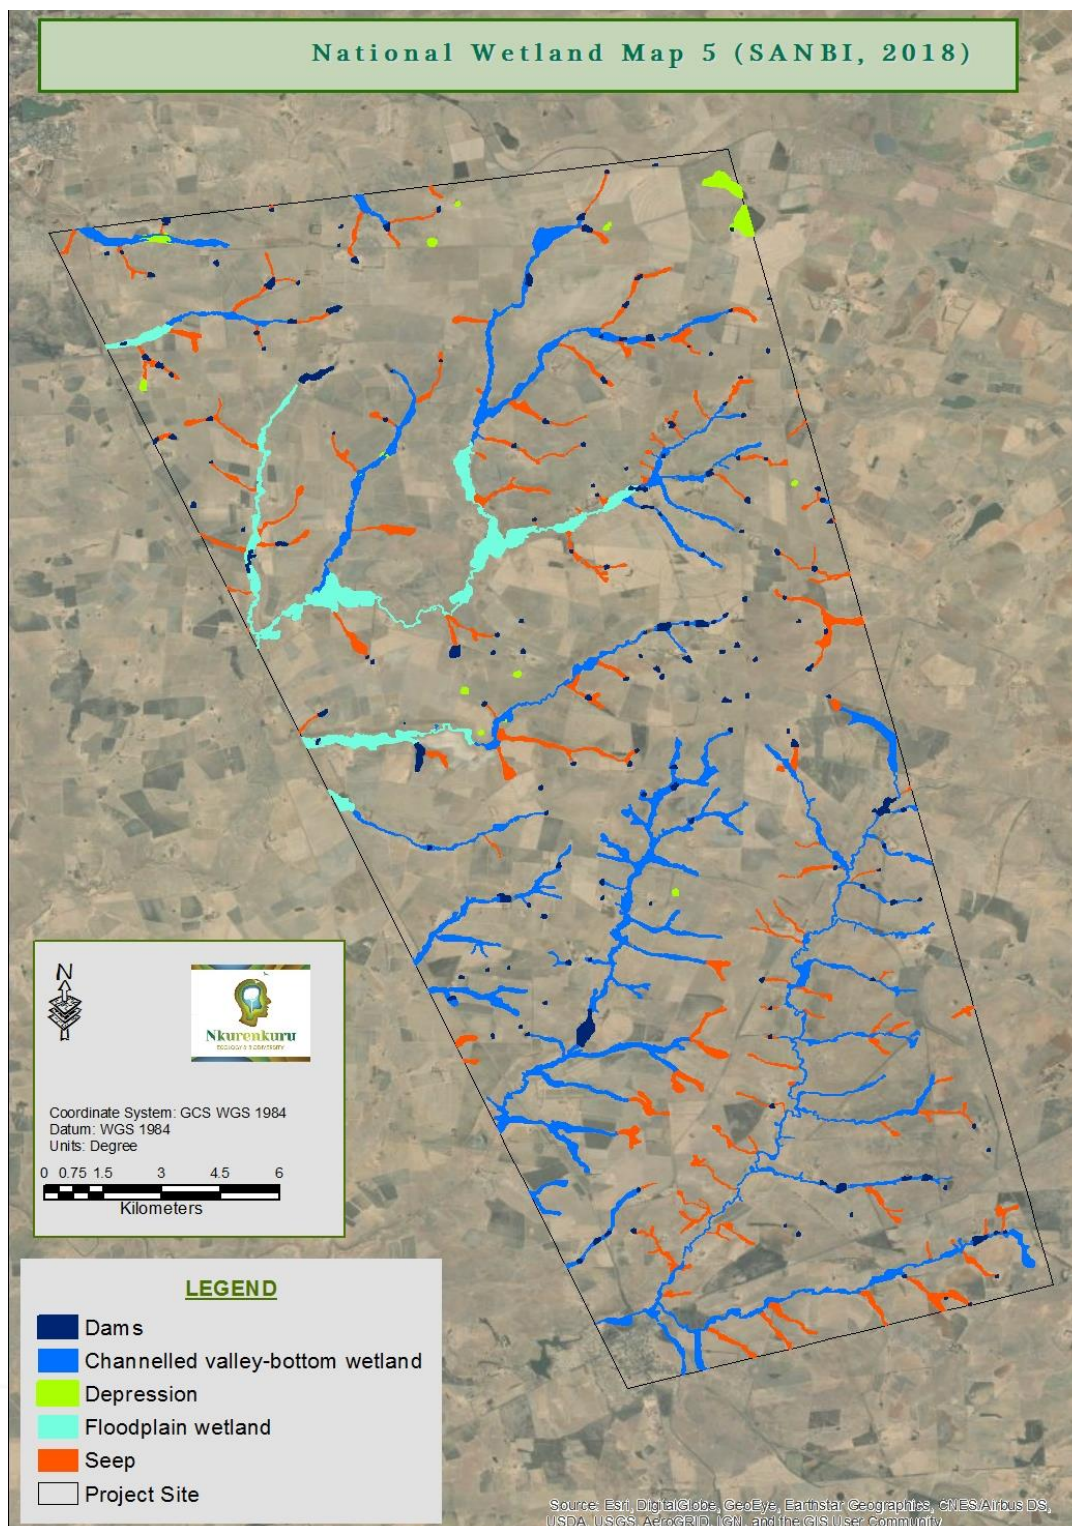 National Wetland Map 5 (SANBI, 2018)
N
Nkurenkuru
ECOLOGY & BIODIVERSITY
Coordinate System: GCS WGS 1984
Datum: WGS 1984
Units: Degree
0 0.75 1.5 3 4.5 6
Kilometers
LEGEND
Dams
Channelled valley-bottom wetland
Depression
Floodplain wetland
Seep
Project Site
Source: Esri, DigitalGlobe, GeoEye, Earthstar Geographics, CNES/Airbus DS,
USDA, USGS, AeroGRID, IGN, and the GIS User Community